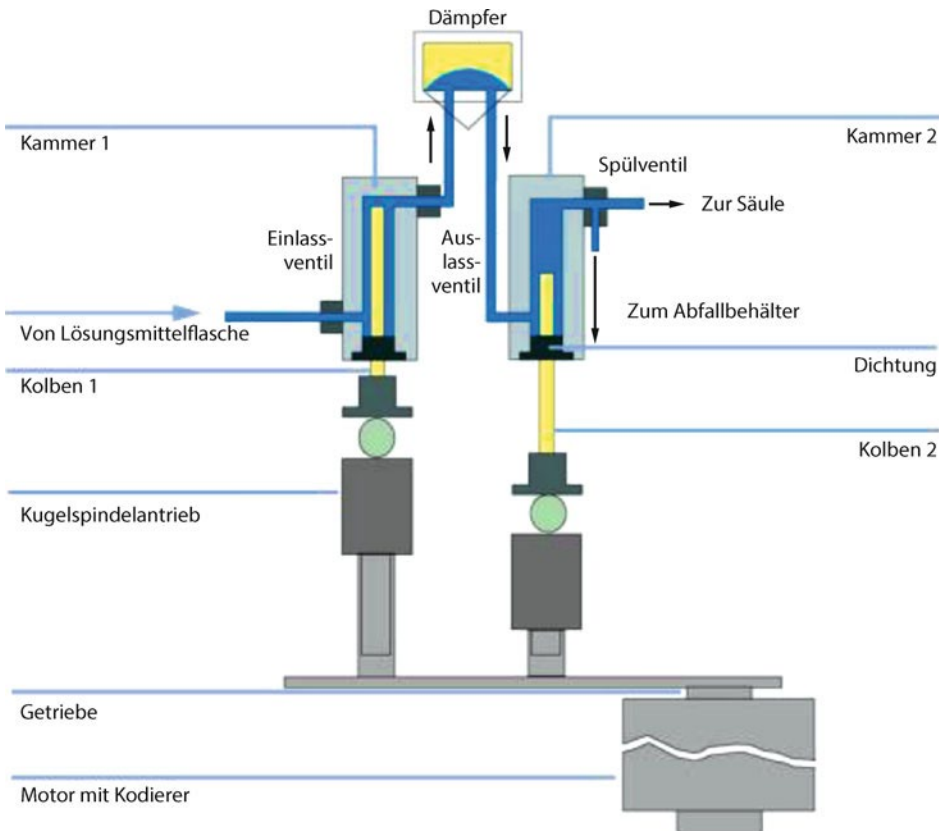 Dämpfer
Kammer 1
Kammer 2
Spülventil
Zur Säule
Einlass-
ventil
Aus-
lass-
ventil
Von Lösungsmittelflasche
Zum Abfallbehälter
Dichtung
Kolben 1
Kolben 2
Kugelspindelantrieb
Getriebe
Motor mit Kodierer